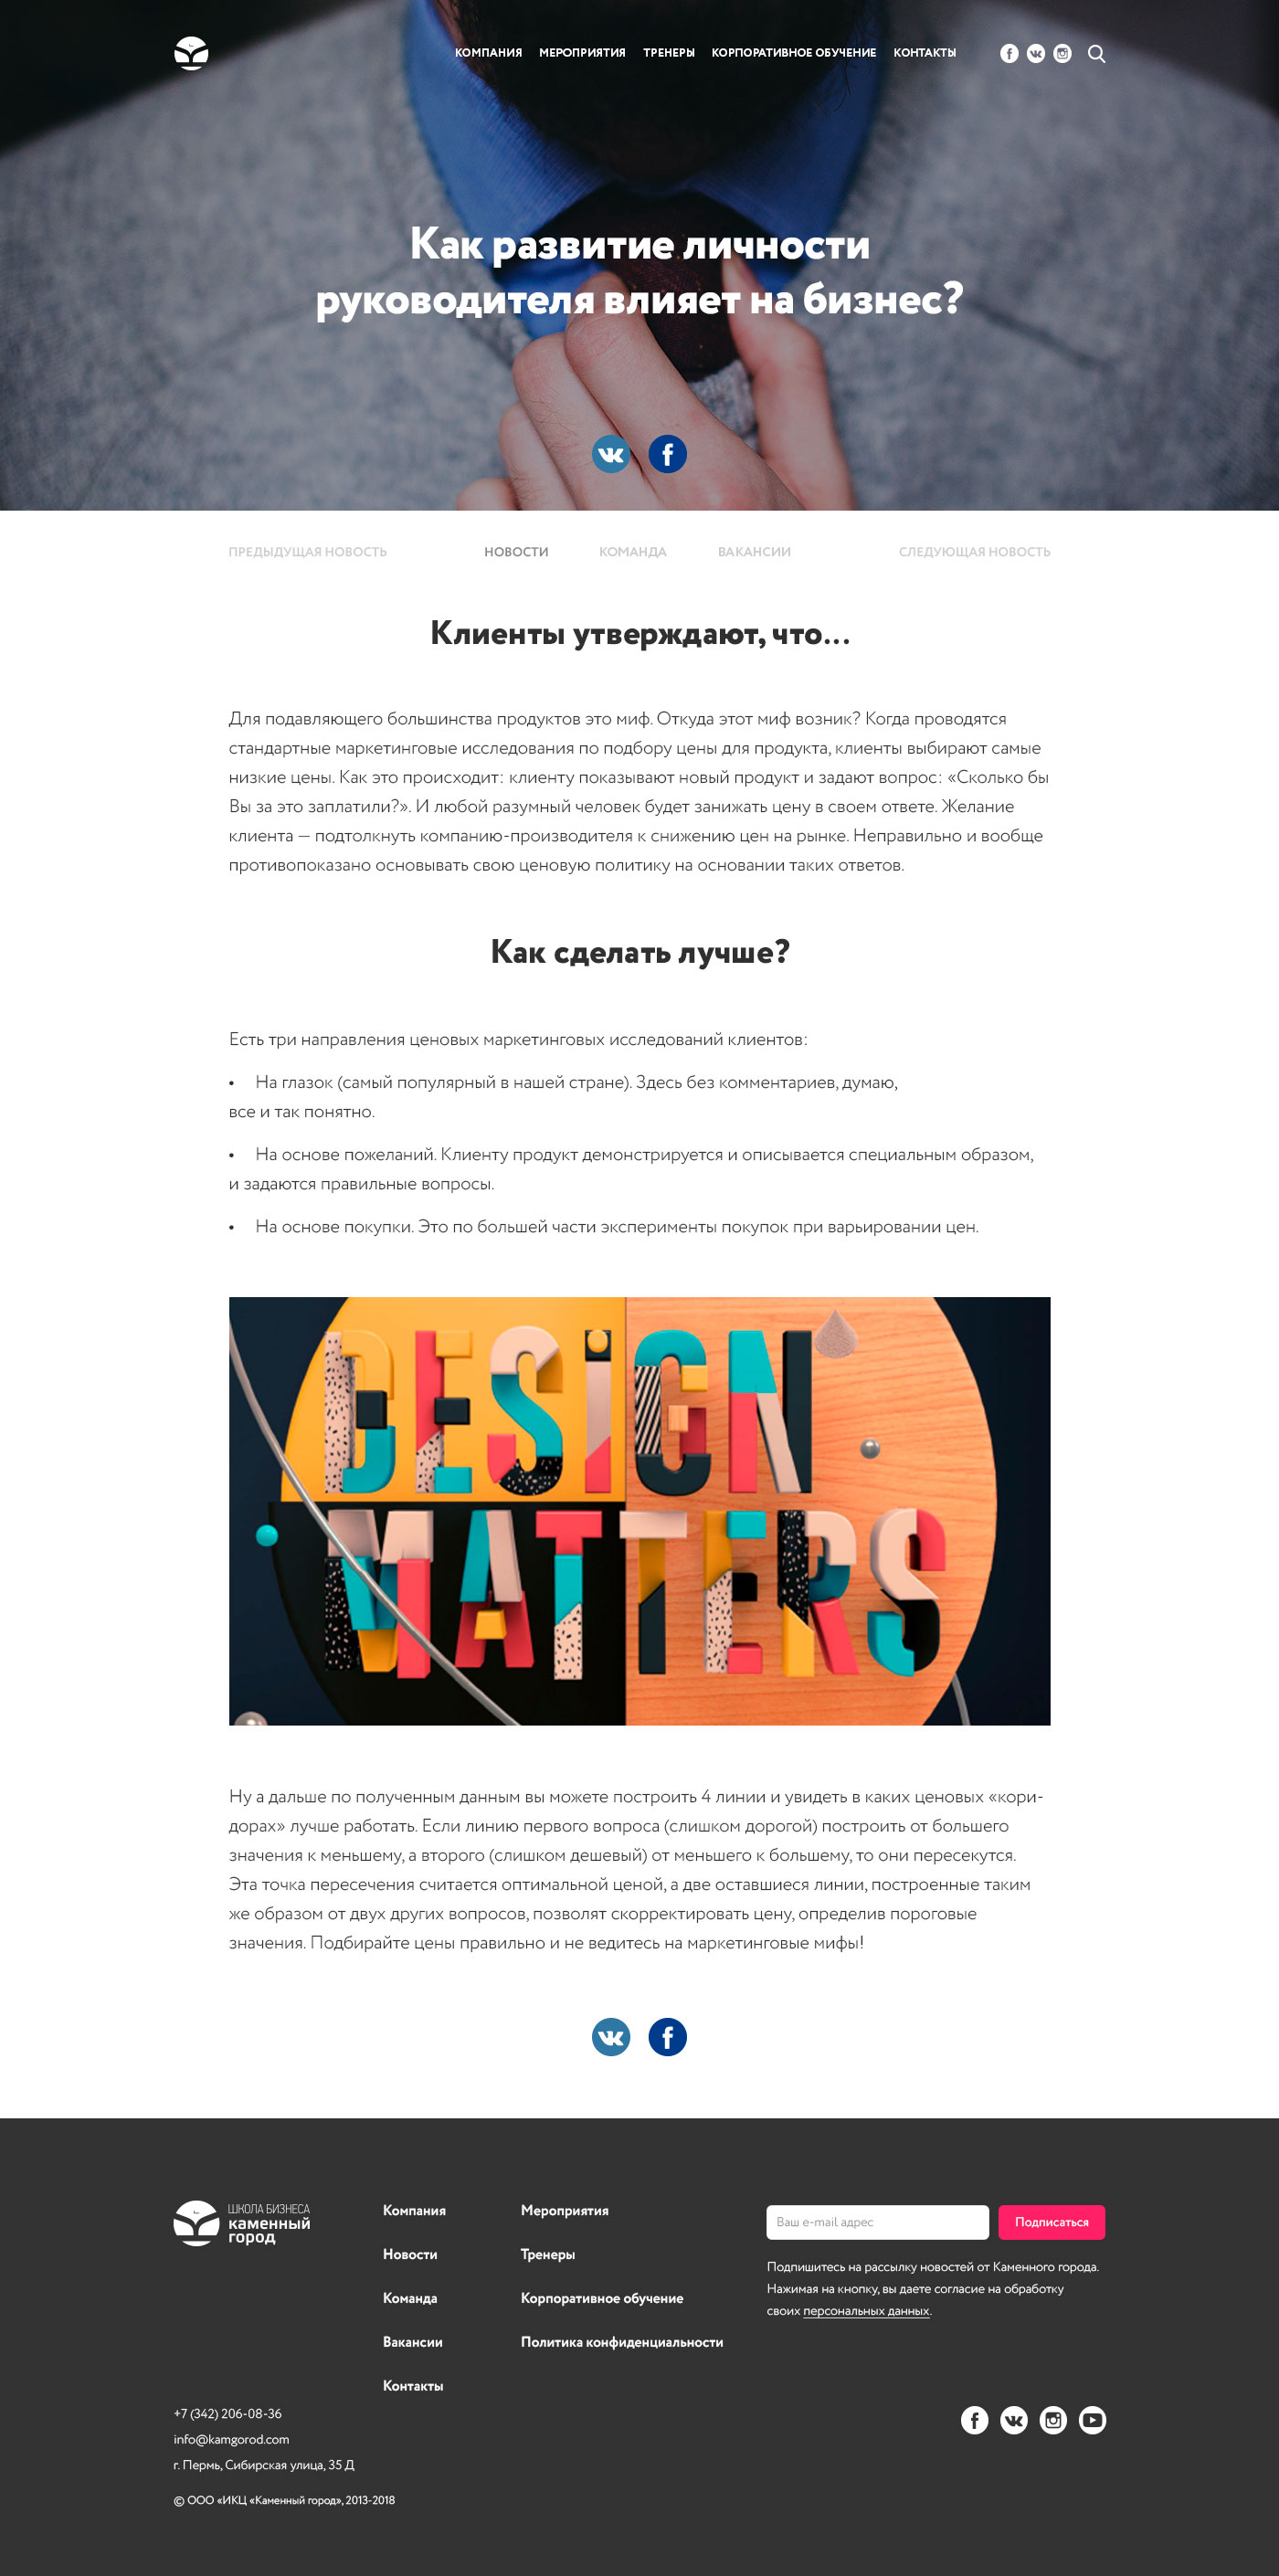 КОМПАНИЯ МЕРОПРИЯТИЯ ТРЕНЕРЫ КОРПОРАТИВНОЕ ОБУЧЕНИЕ КОНТАКТЫ
Как развитие личности
руководителя влияет на бизнес?
ПРЕДЫДУЩАЯ НОВОСТЬ НОВОСТИ КОМАНДА ВАКАНСИИ СЛЕДУЮЩАЯ НОВОСТЬ
Клиенты утверждают, что...
Для подавляющего большинства продуктов это миф. Откуда этот миф возник? Когда проводятся
стандартные маркетинговые исследования по подбору цены для продукта, клиенты выбирают самые
низкие цены. Как это происходит: клиенту показывают новый продукт и задают вопрос: «Сколько бы
Вы за это заплатили?». И любой разумный человек будет занижать цену в своем ответе. Желание
клиента — подтолкнуть компанию-производителя к снижению цен на рынке. Неправильно и вообще
противопоказано основывать свою ценовую политику на основании таких ответов.
Как сделать лучше?
Есть три направления ценовых маркетинговых исследований клиентов:
• На глазок (самый популярный в нашей стране). Здесь без комментариев, думаю,
все и так понятно.
• На основе пожеланий. Клиенту продукт демонстрируется и описывается специальным образом,
и задаются правильные вопросы.
• На основе покупки. Это по большей части эксперименты покупок при варьировании цен.
DESIGN
MATTERS
Ну а дальше по полученным данным вы можете построить 4 линии и увидеть в каких ценовых «кори-
дорах» лучше работать. Если линию первого вопроса (слишком дорогой) построить от большего
значения к меньшему, а второго (слишком дешевый) от меньшего к большему, то они пересекутся.
Эта точка пересечения считается оптимальной ценой, а две оставшиеся линии, построенные таким
же образом от двух других вопросов, позволят скорректировать цену, определив пороговые
значения. Подбирайте цены правильно и не ведитесь на маркетинговые мифы!
ШКОЛА БИЗНЕСА
каменный
город
Компания
Новости
Команда
Вакансии
Контакты
Мероприятия
Тренеры
Корпоративное обучение
Политика конфиденциальности
Ваш e-mail адрес Подписаться
Подпишитесь на рассылку новостей от Каменного города.
Нажимая на кнопку, вы даете согласие на обработку
своих персональных данных.
+7 (342) 206-08-36
info@kamgorod.com
г. Пермь, Сибирская улица, 35 Д
© ООО «ИКЦ «Каменный город», 2013-2018